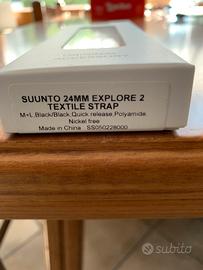 SUUNTO 24MM EXPLORE 2
TEXTILE STRAP
M+L,Black/Black,Quick release,Polyamide,
Nickel free
Made in China SS050228000
subito